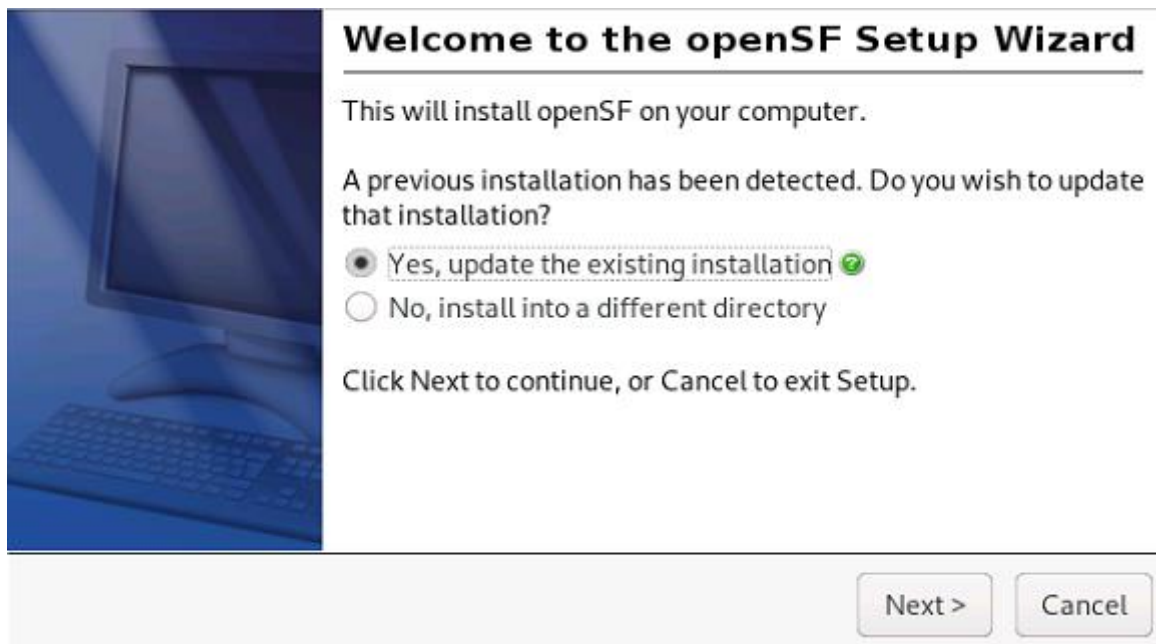 Welcome to the openSF Setup Wizard
This will install openSF on your computer.
A previous installation has been detected. Do you wish to update
that installation?
Yes, update the existing installation
No, install into a different directory
Click Next to continue, or Cancel to exit Setup.
Next >
Cancel